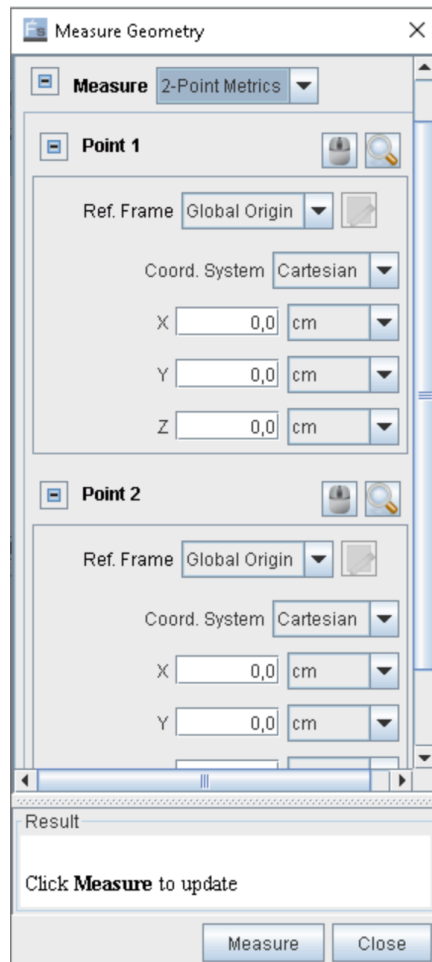 Fs Measure Geometry
Measure 2-Point Metrics
Point 1
Ref. Frame Global Origin
Coord. System Cartesian
X 0,0 cm
Y 0,0 cm
Z 0,0 cm
Point 2
Ref. Frame Global Origin
Coord. System Cartesian
X 0,0 cm
Y 0,0 cm
Result
Click Measure to update
Measure Close